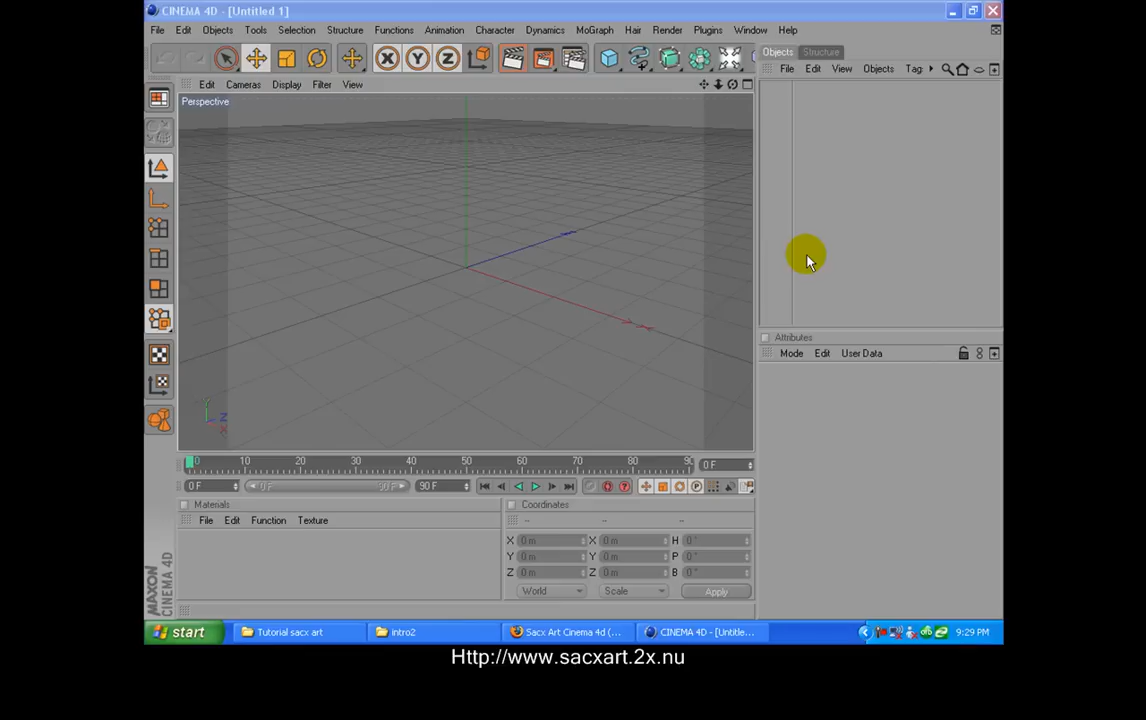 CINEMA 4D - [Untitled 1]
File Edit Objects Tools Selection Structure Functions Animation Character Dynamics MoGraph Hair Render Plugins Window Help
Objects Structure
File Edit View Objects Tag
Edit Cameras Display Filter View
Perspective
Y
Z
X
Attributes
Mode Edit User Data
0 10 20 30 40 50 60 70 80 90 0 F
0 F 0 F 90 F 90 F
Materials
File Edit Function Texture
Coordinates
-- -- --
X 0 m X 0 m H 0 °
Y 0 m Y 0 m P 0 °
Z 0 m Z 0 m B 0 °
World Scale Apply
MAXON
CINEMA 4D
start Tutorial sacx art intro2 Sacx Art Cinema 4d (... CINEMA 4D - [Untitle... 9:29 PM
Http://www.sacxart.2x.nu